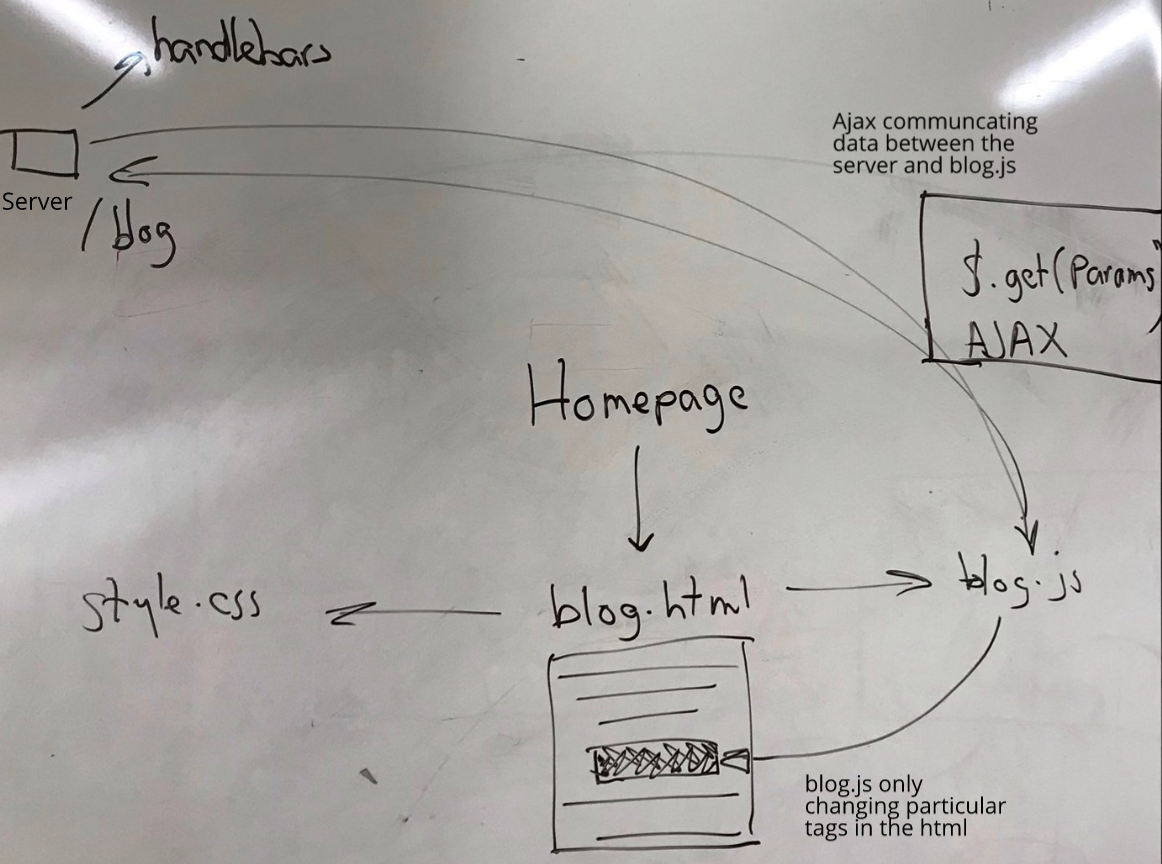 handlebars
Server
/blog
Ajax communcating
data between the
server and blog.js
$.get(Params)
AJAX
Homepage
style.css
blog.html
blog.js
blog.js only
changing particular
tags in the html